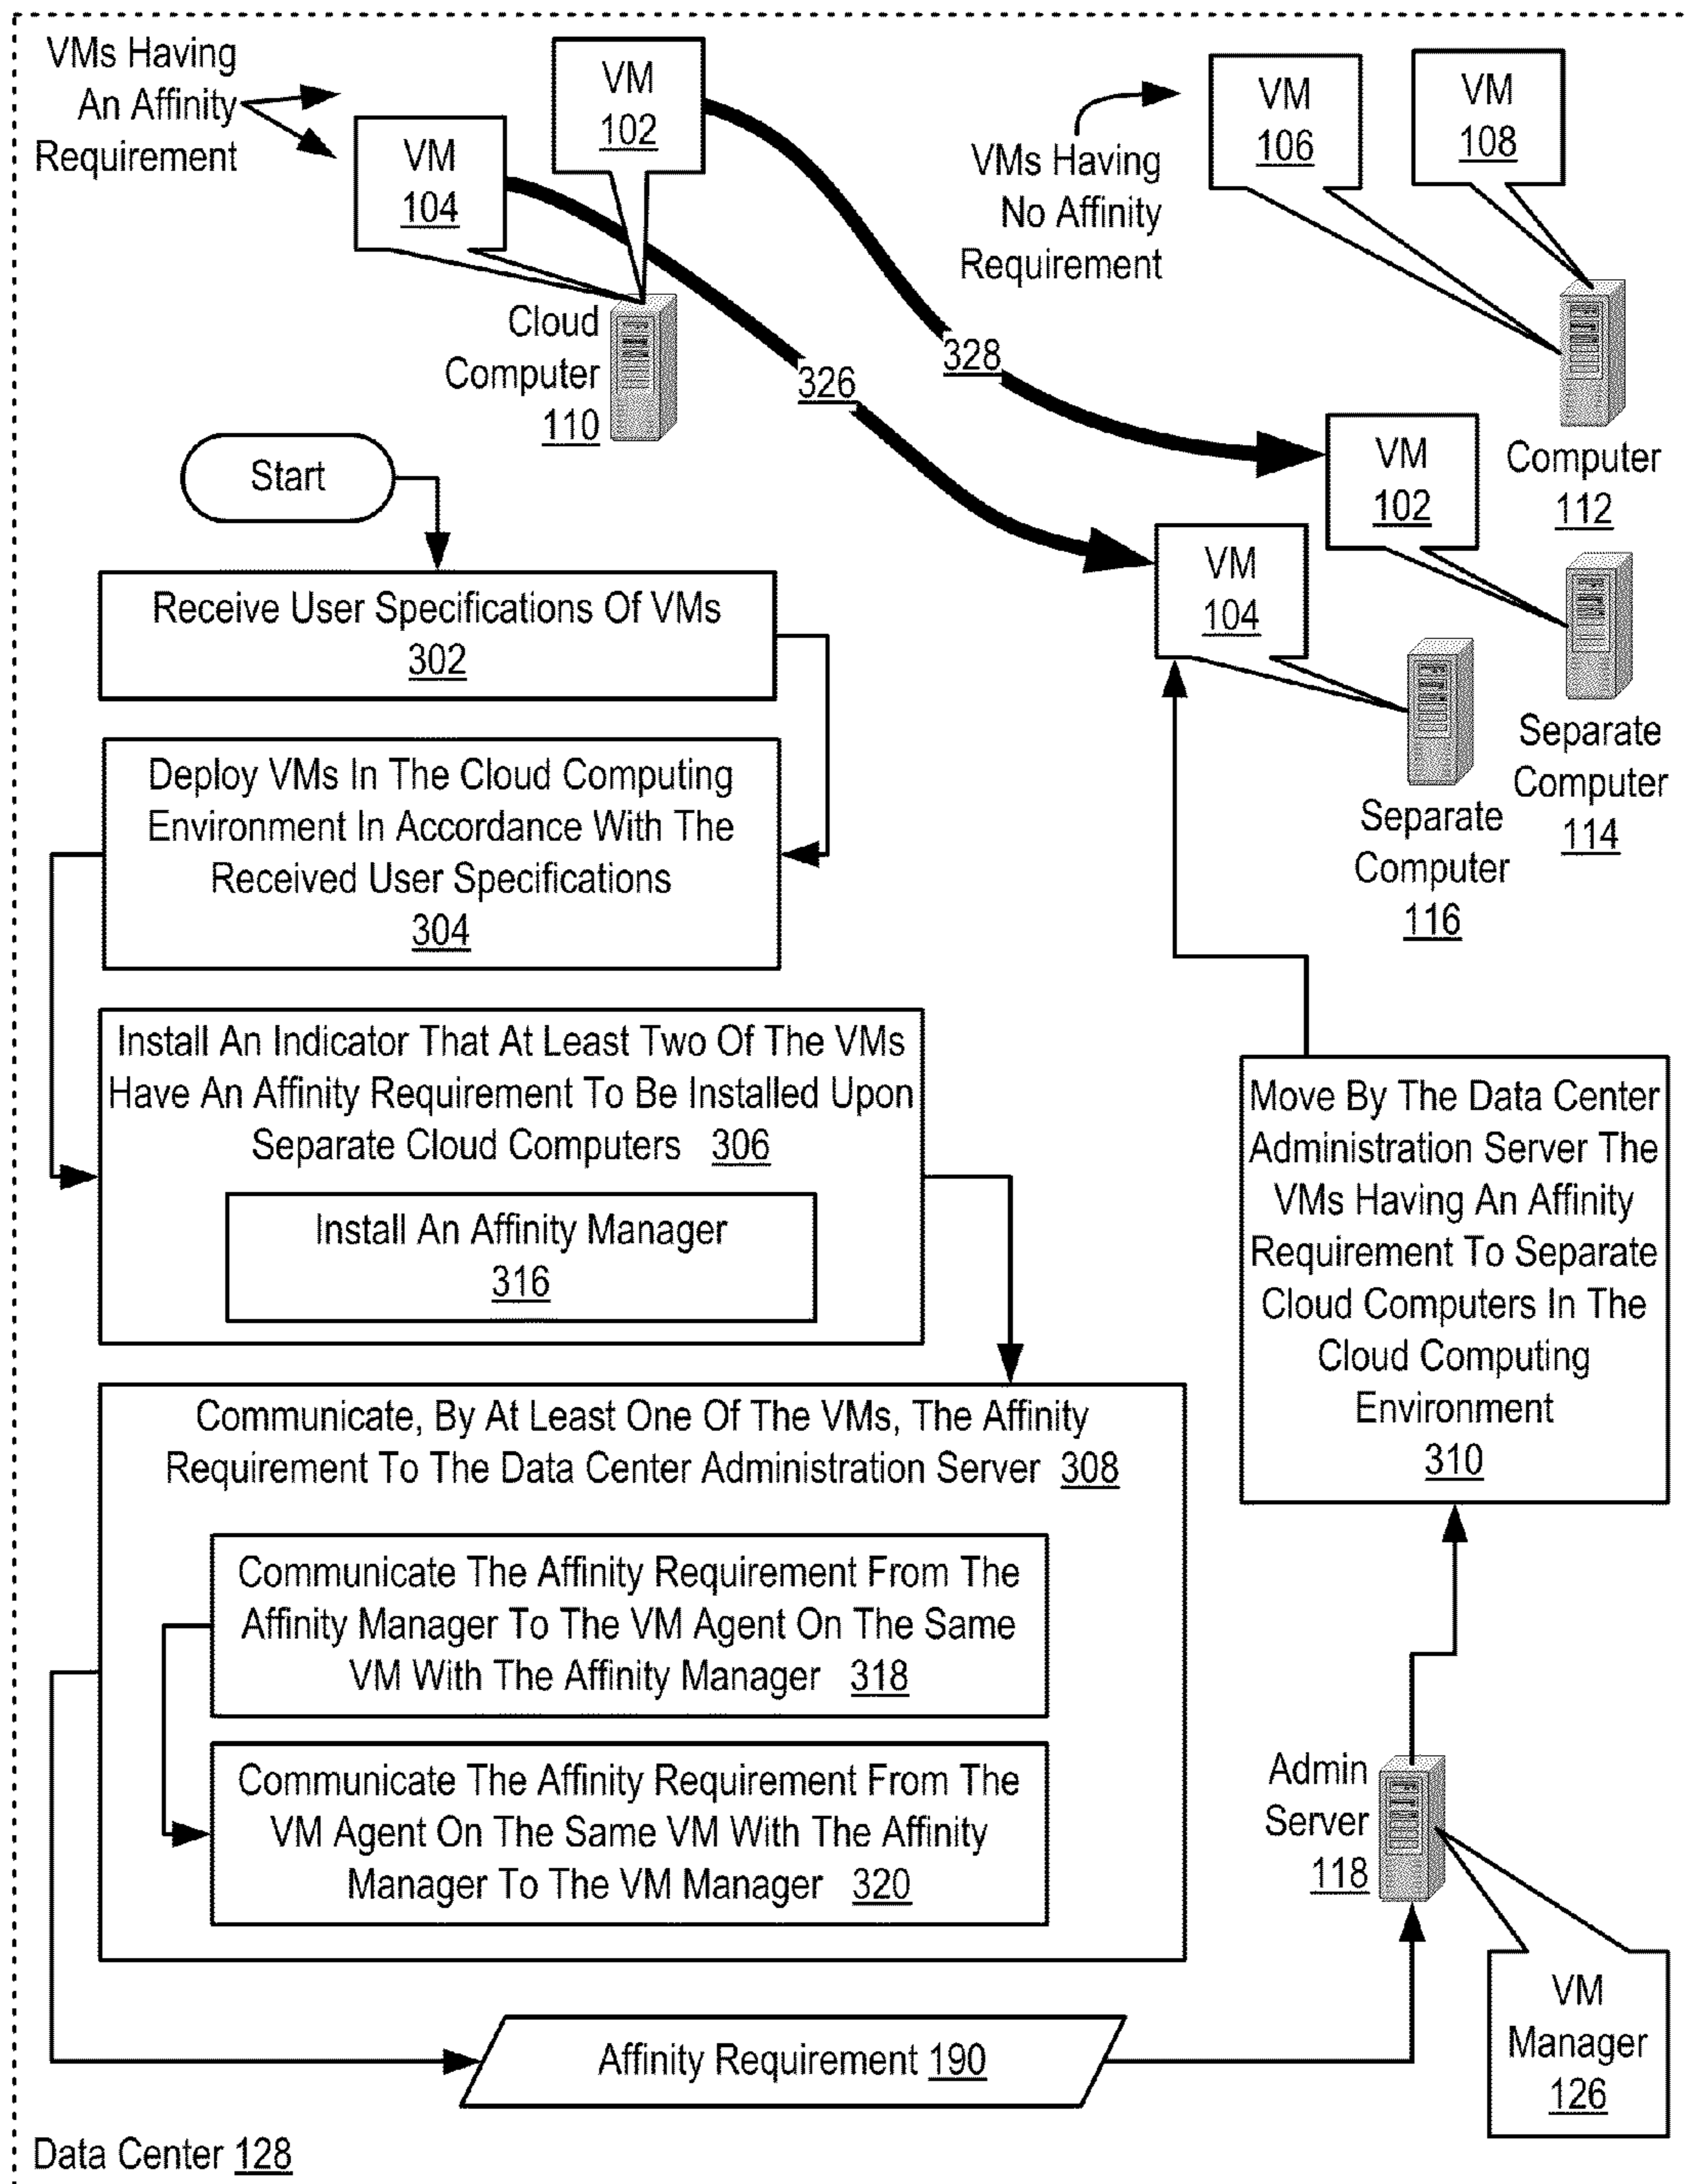 VMs Having
An Affinity
Requirement
VM
102
VM
104
Cloud
Computer
110
VMs Having
No Affinity
Requirement
VM
106
VM
108
Computer
112
326
328
VM
102
VM
104
Separate
Computer
114
Separate
Computer
116
Start
Receive User Specifications Of VMs
302
Deploy VMs In The Cloud Computing
Environment In Accordance With The
Received User Specifications
304
Install An Indicator That At Least Two Of The VMs
Have An Affinity Requirement To Be Installed Upon
Separate Cloud Computers 306
Install An Affinity Manager
316
Communicate, By At Least One Of The VMs, The Affinity
Requirement To The Data Center Administration Server 308
Communicate The Affinity Requirement From The
Affinity Manager To The VM Agent On The Same
VM With The Affinity Manager 318
Communicate The Affinity Requirement From The
VM Agent On The Same VM With The Affinity
Manager To The VM Manager 320
Affinity Requirement 190
Admin
Server
118
VM
Manager
126
Move By The Data Center
Administration Server The
VMs Having An Affinity
Requirement To Separate
Cloud Computers In The
Cloud Computing
Environment
310
Data Center 128